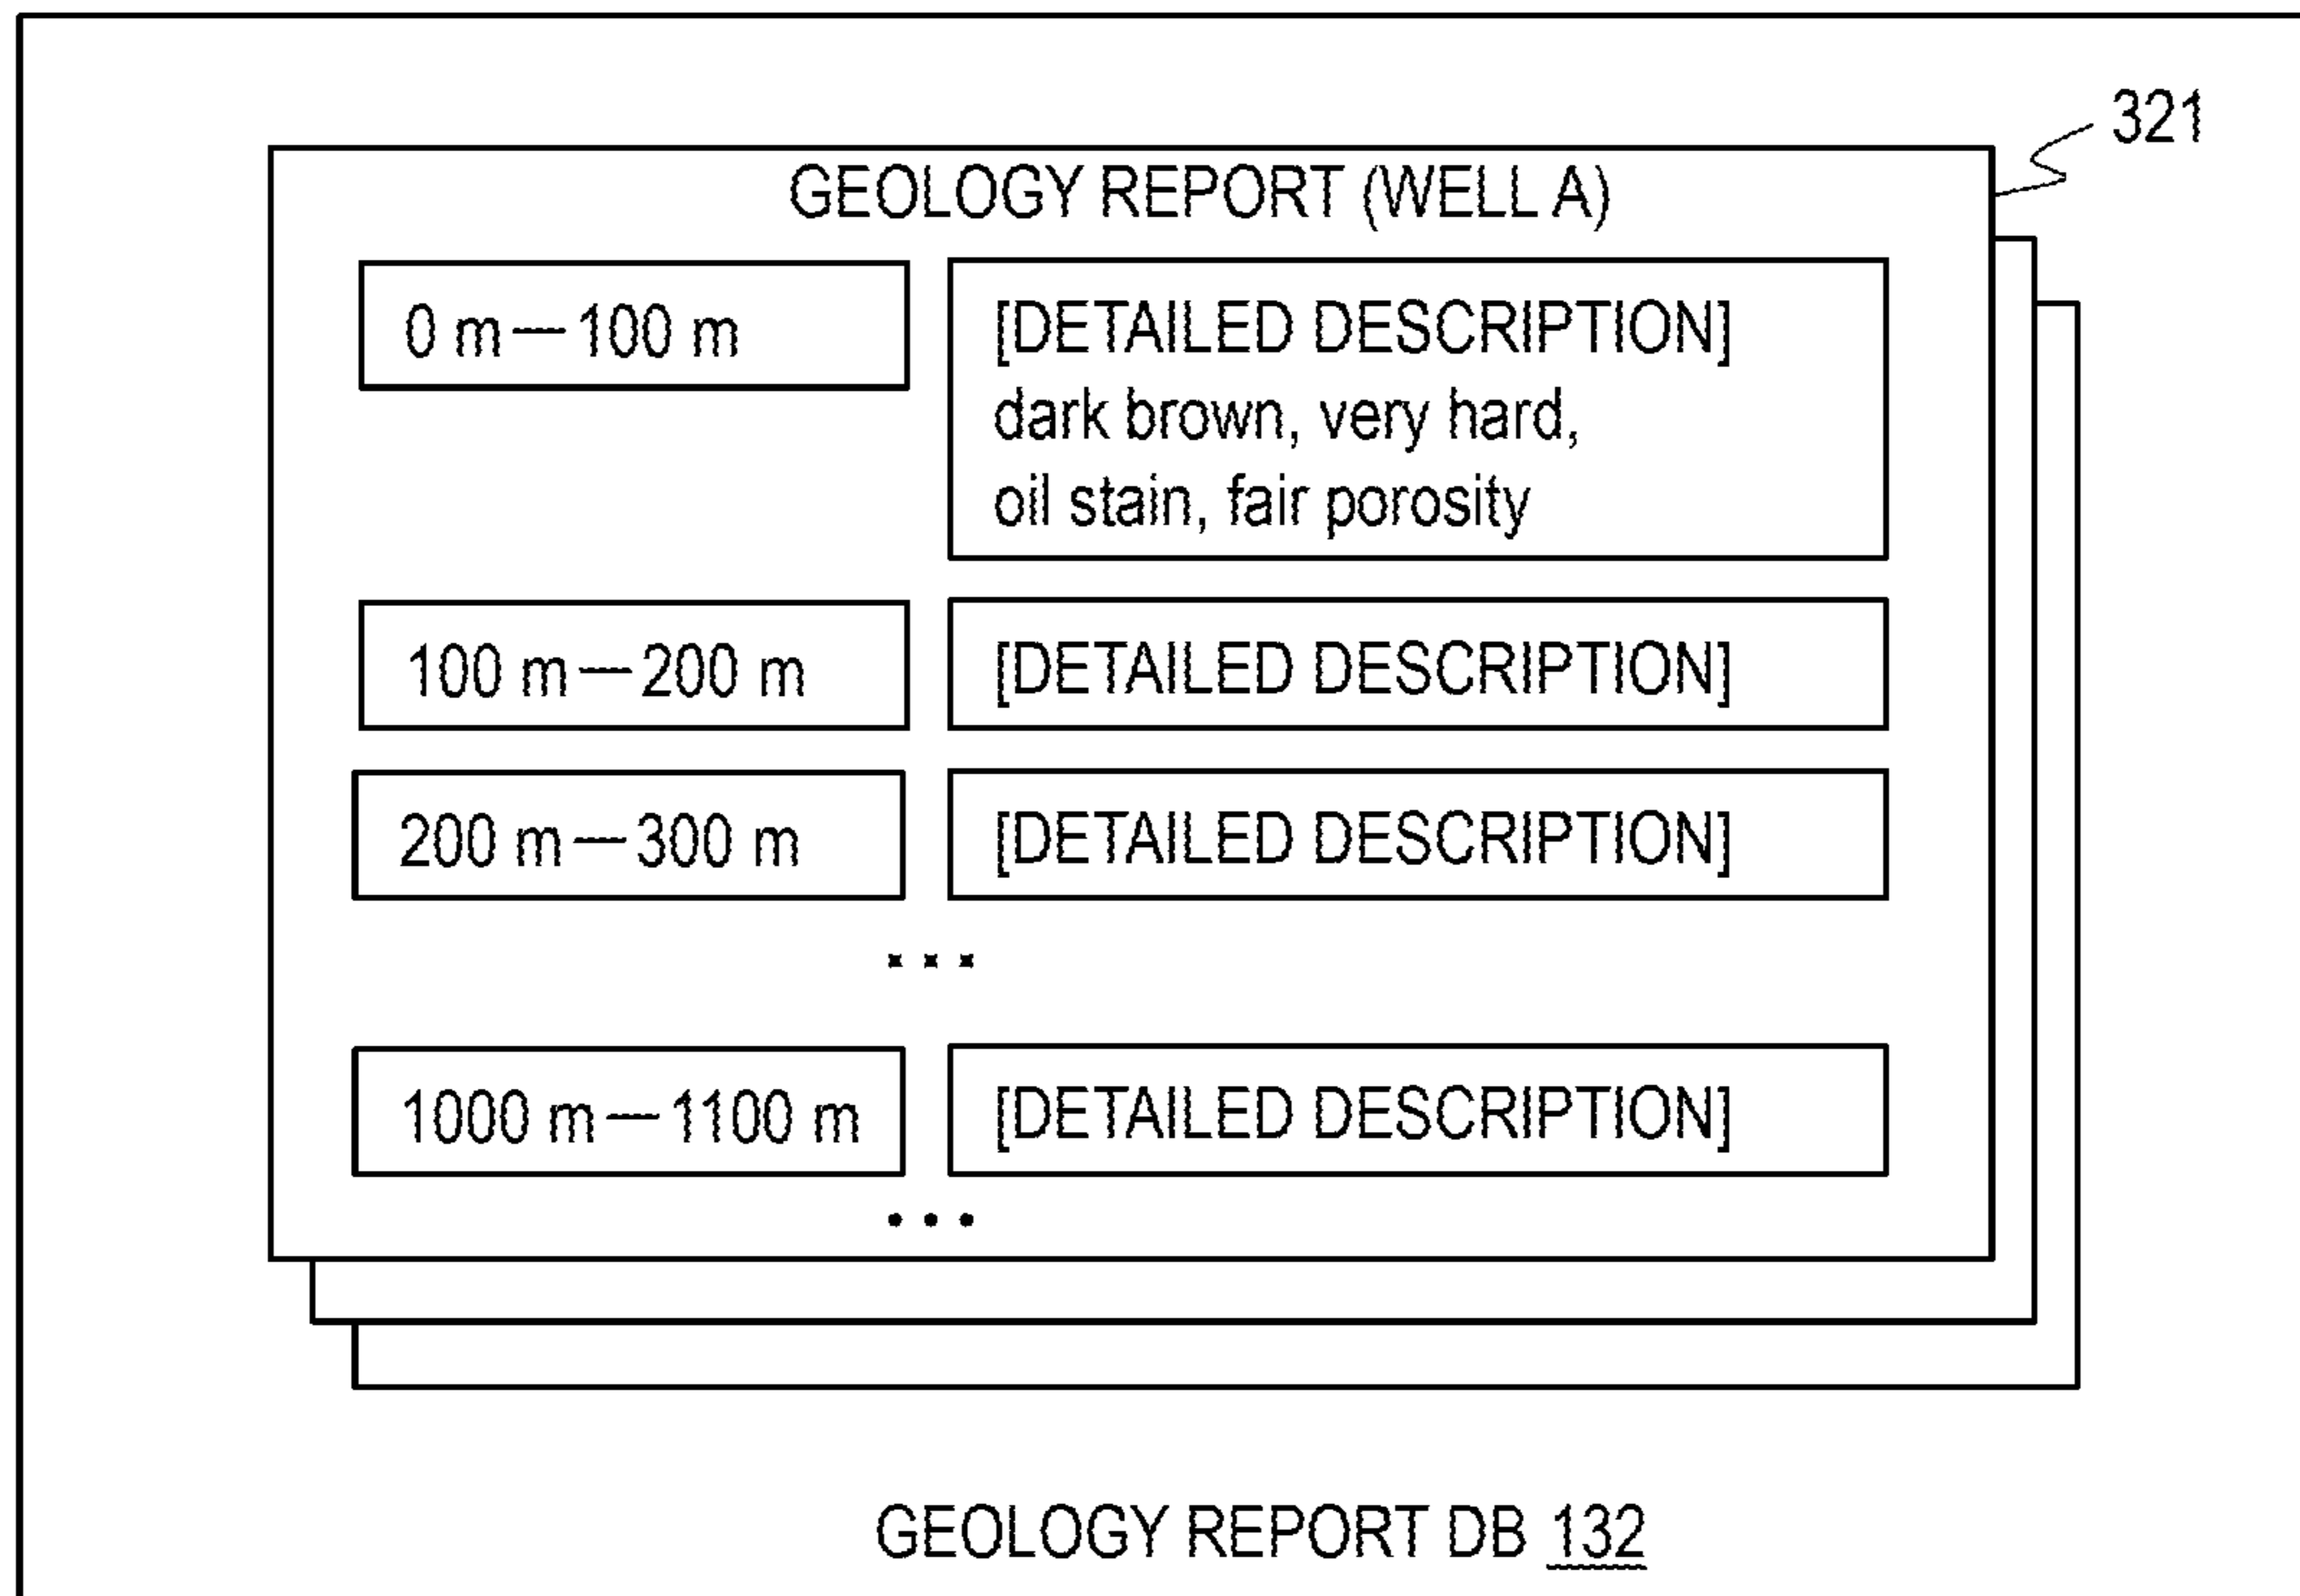 321
GEOLOGY REPORT (WELL A)
0 m—100 m
[DETAILED DESCRIPTION]
dark brown, very hard,
oil stain, fair porosity
100 m—200 m
[DETAILED DESCRIPTION]
200 m—300 m
[DETAILED DESCRIPTION]
...
1000 m—1100 m
[DETAILED DESCRIPTION]
...
GEOLOGY REPORT DB 132